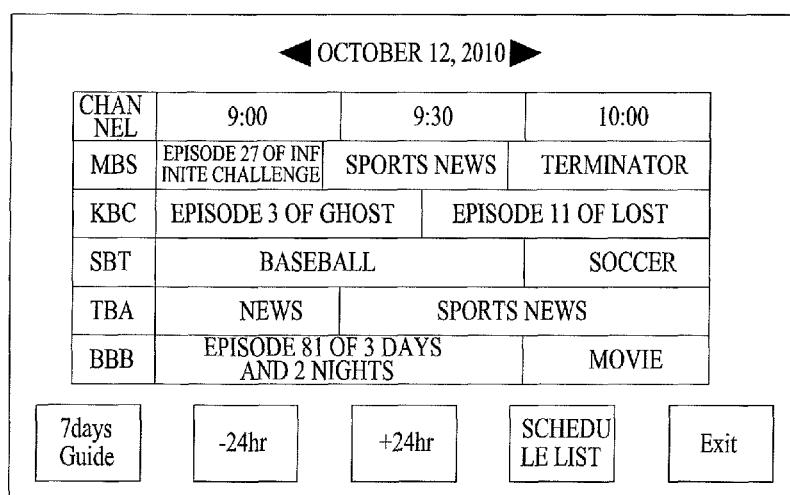 OCTOBER 12, 2010
CHAN
NEL
9:00
9:30
10:00
MBS
EPISODE 27 OF INF
INITE CHALLENGE
SPORTS NEWS
TERMINATOR
KBC
EPISODE 3 OF GHOST
EPISODE 11 OF LOST
SBT
BASEBALL
SOCCER
TBA
NEWS
SPORTS NEWS
BBB
EPISODE 81 OF 3 DAYS
AND 2 NIGHTS
MOVIE
7days
Guide
-24hr
+24hr
SCHEDU
LE LIST
Exit